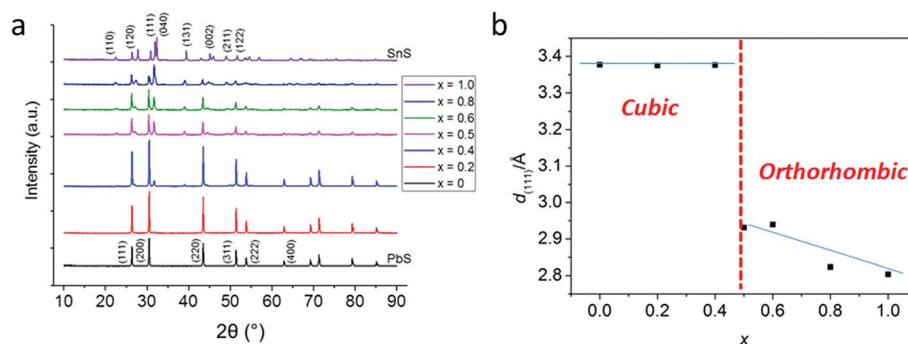 a
(110)
(120)
(111)
(040)
(131)
(002)
(211)
(122)
SnS
x = 1.0
x = 0.8
x = 0.6
x = 0.5
x = 0.4
x = 0.2
x = 0
(111)
(200)
(220)
(311)
(222)
(400)
PbS
Intensity (a.u.)
10 20 30 40 50 60 70 80 90
2θ (°)
b
3.4
3.3
3.2
3.1
3.0
2.9
2.8
d(111)/Å
Cubic
Orthorhombic
0.0 0.2 0.4 0.6 0.8 1.0
x